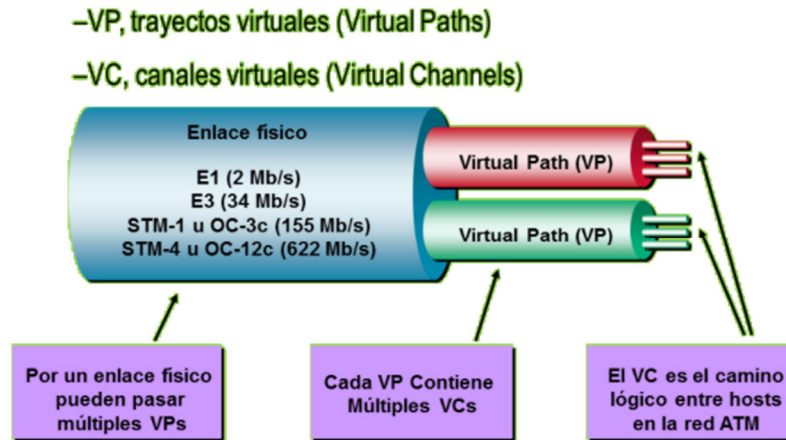 –VP, trayectos virtuales (Virtual Paths)
–VC, canales virtuales (Virtual Channels)
Enlace físico
E1 (2 Mb/s)
E3 (34 Mb/s)
STM-1 u OC-3c (155 Mb/s)
STM-4 u OC-12c (622 Mb/s)
Virtual Path (VP)
Virtual Path (VP)
Por un enlace físico
pueden pasar
múltiples VPs
Cada VP Contiene
Múltiples VCs
El VC es el camino
lógico entre hosts
en la red ATM